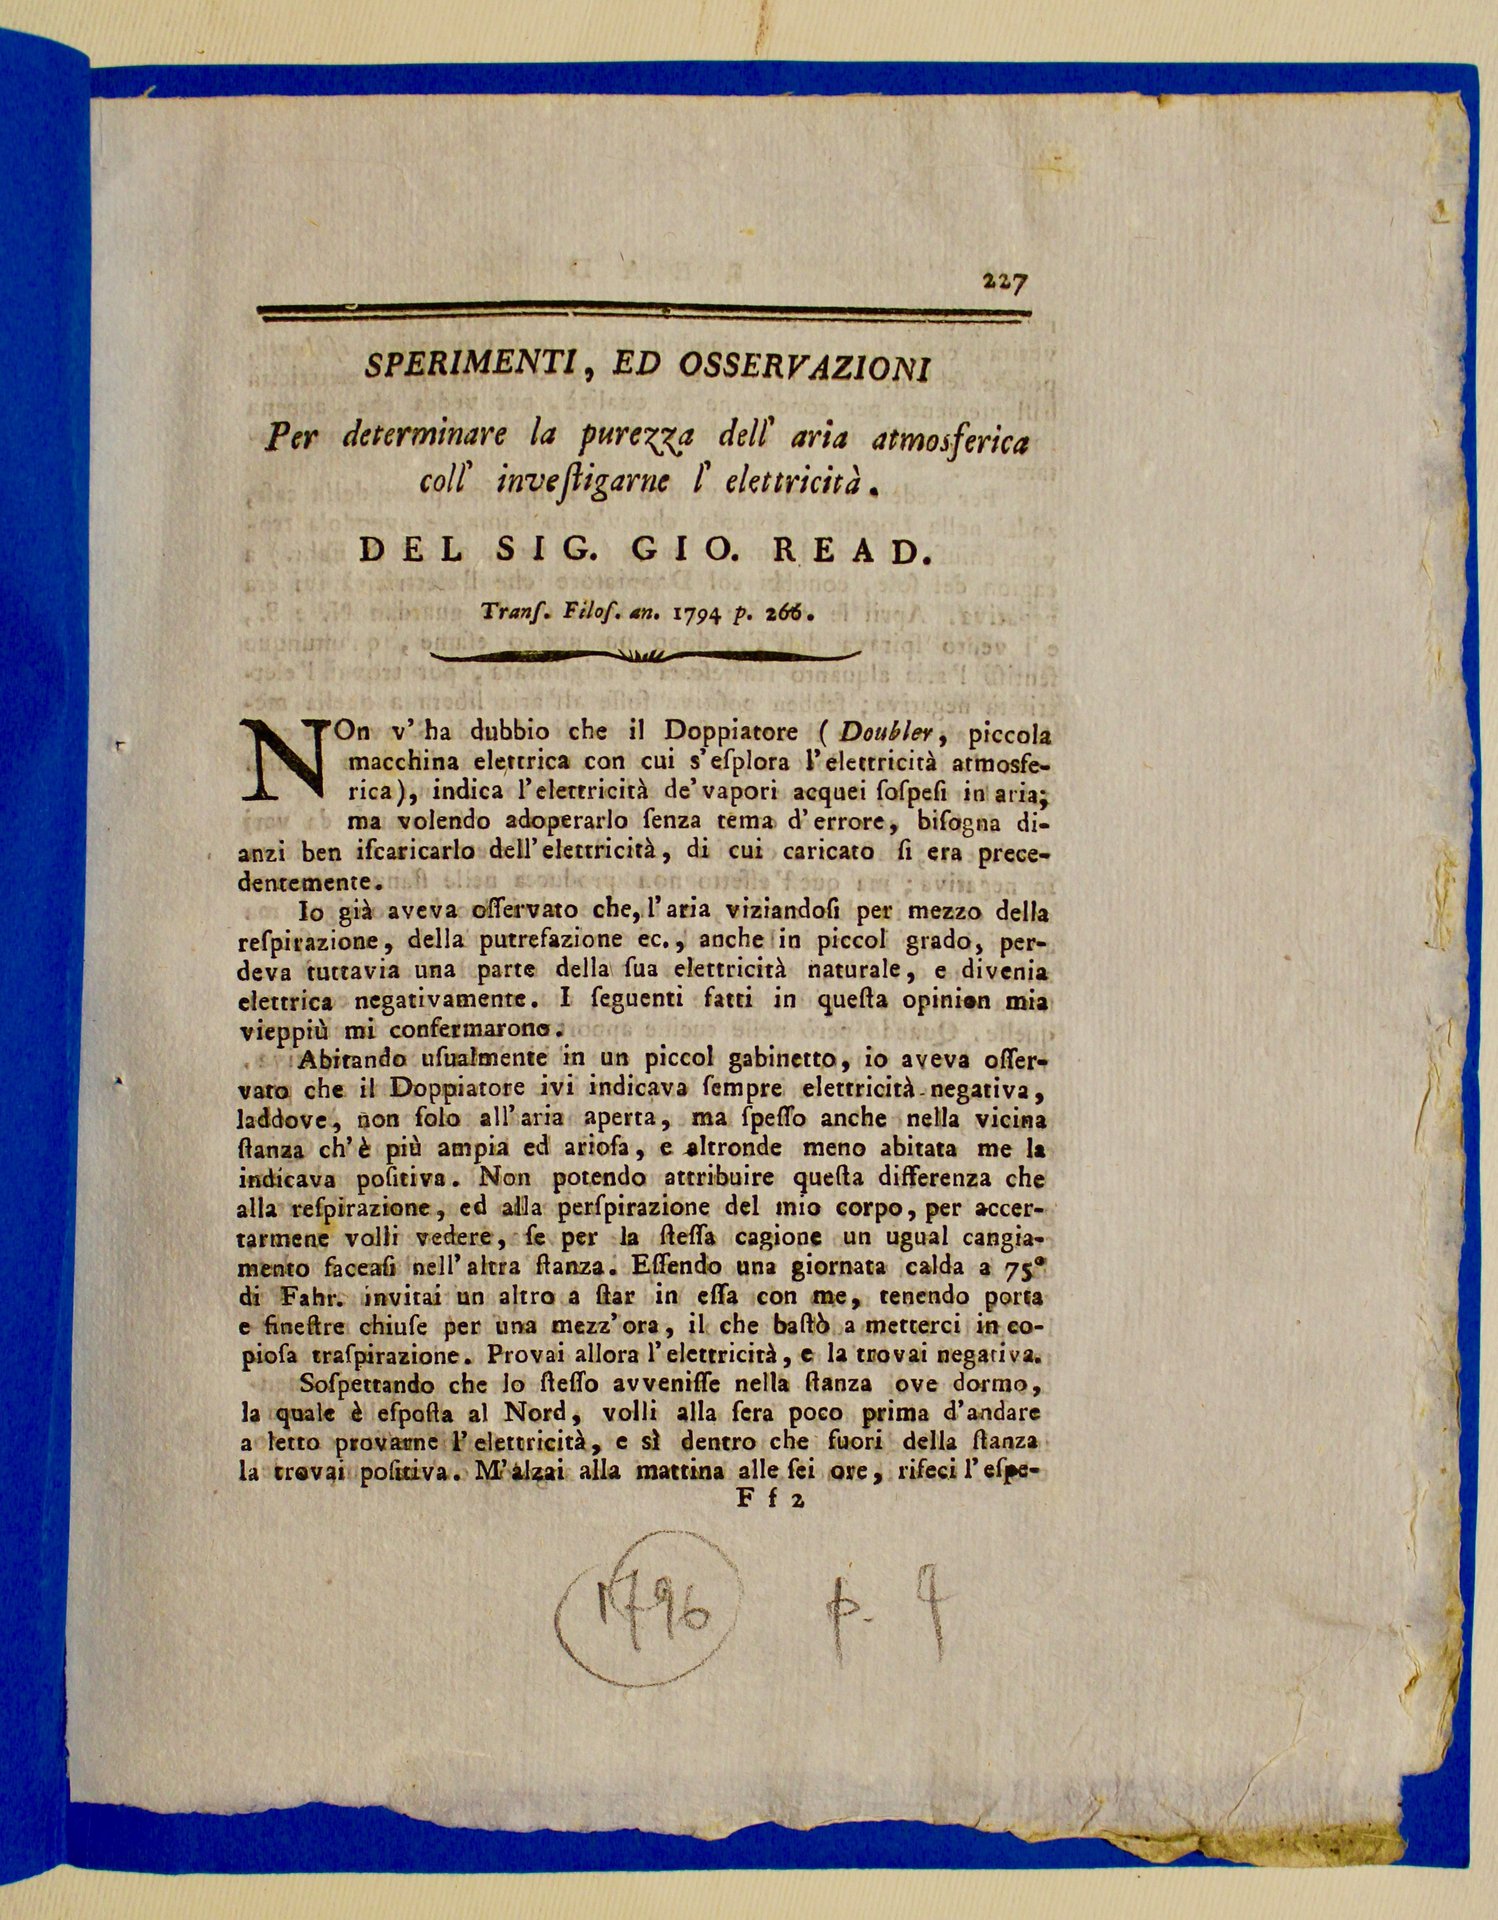 227
SPERIMENTI, ED OSSERVAZIONI
Per determinare la purezza dell' aria atmosferica
coll' inveſtigarne l' elettricità.
DEL SIG. GIO. READ.
Tranſ. Filoſ. an. 1794 p. 266.
NOn v' ha dubbio che il Doppiatore ( Doubler, piccola
macchina elettrica con cui s' eſplora l' elettricità atmosfe-
rica), indica l' elettricità de' vapori acquei ſoſpeſi in aria;
ma volendo adoperarlo ſenza tema d' errore, biſogna di-
anzi ben iſcaricarlo dell' elettricità, di cui caricato ſi era prece-
dentemente.
Io già aveva oſſervato che, l' aria viziandoſi per mezzo della
reſpirazione, della putrefazione ec., anche in piccol grado, per-
deva tuttavia una parte della ſua elettricità naturale, e divenia
elettrica negativamente. I ſeguenti fatti in queſta opinion mia
vieppiù mi confermarono.
Abitando uſualmente in un piccol gabinetto, io aveva oſſer-
vato che il Doppiatore ivi indicava ſempre elettricità negativa,
laddove, non ſolo all' aria aperta, ma ſpeſſo anche nella vicina
ſtanza ch' è più ampia ed arioſa, e altronde meno abitata me la
indicava poſitiva. Non potendo attribuire queſta differenza che
alla reſpirazione, ed alla perſpirazione del mio corpo, per accer-
tarmene volli vedere, ſe per la ſteſſa cagione un ugual cangia-
mento faceaſi nell' altra ſtanza. Eſſendo una giornata calda a 75°
di Fahr. invitai un altro a ſtar in eſſa con me, tenendo porta
e fineſtre chiuſe per una mezz' ora, il che baſtò a metterci in co-
pioſa traſpirazione. Provai allora l' elettricità, e la trovai negativa.
Soſpettando che lo ſteſſo avveniſſe nella ſtanza ove dormo,
la quale è eſpoſta al Nord, volli alla ſera poco prima d' andare
a letto provarne l' elettricità, e sì dentro che fuori della ſtanza
la trovai poſitiva. M' alzai alla mattina alle ſei ore, rifeci l' eſpe-
F f 2
1796 p. 9